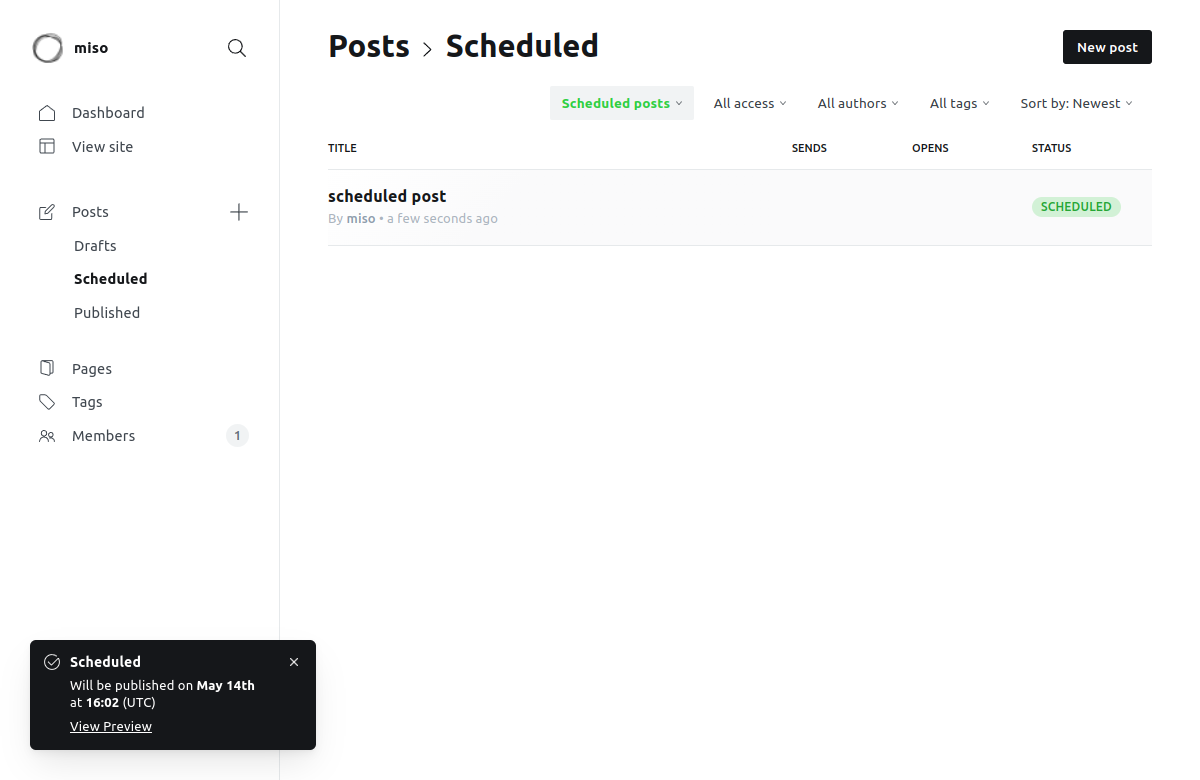 miso
Dashboard
View site
Posts
Drafts
Scheduled
Published
Pages
Tags
Members 1
Posts > Scheduled
New post
Scheduled posts All access All authors All tags Sort by: Newest
TITLE SENDS OPENS STATUS
scheduled post
By miso • a few seconds ago
SCHEDULED
Scheduled
Will be published on May 14th
at 16:02 (UTC)
View Preview